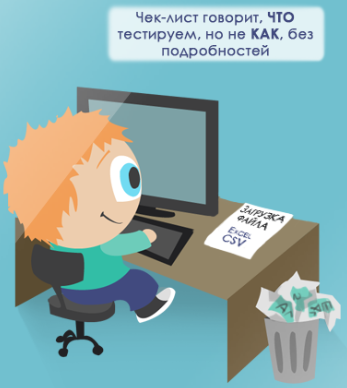 Чек-лист говорит, ЧТО
тестируем, но не КАК, без
подробностей
ЗАГРУЗКА
ФАЙЛА
EXCEL
CSV